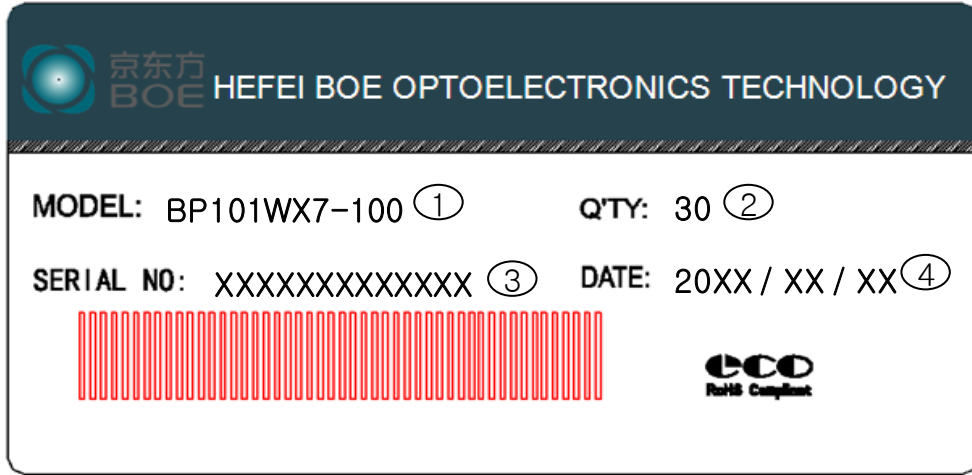 京东方
BOE HEFEI BOE OPTOELECTRONICS TECHNOLOGY
MODEL: BP101WX7-100 ① Q'TY: 30 ②
SERIAL NO: XXXXXXXXXXXXX ③ DATE: 20XX / XX / XX ④
eco
RoHS Compliant